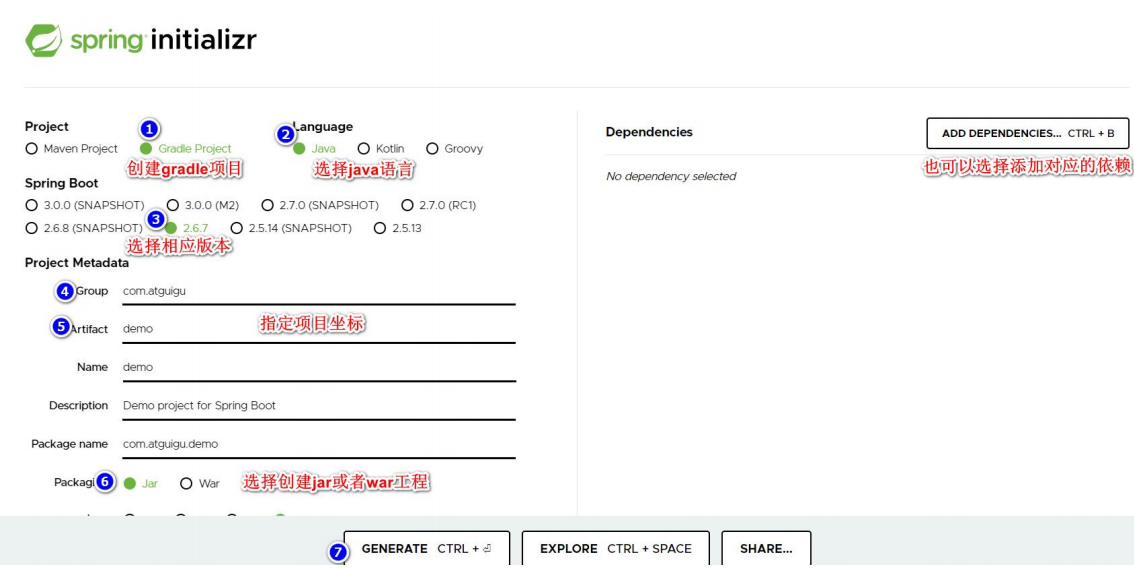 spring initializr
Project
1
2
Language
Maven Project
Gradle Project
Java
Kotlin
Groovy
创建gradle项目
选择java语言
Spring Boot
3.0.0 (SNAPSHOT)
3.0.0 (M2)
2.7.0 (SNAPSHOT)
2.7.0 (RC1)
2.6.8 (SNAPSHOT)
3
2.6.7
2.5.14 (SNAPSHOT)
2.5.13
选择相应版本
Project Metadata
4
Group
com.atguigu
5
Artifact
demo
指定项目坐标
Name
demo
Description
Demo project for Spring Boot
Package name
com.atguigu.demo
Packagi
6
Jar
War
选择创建jar或者war工程
Dependencies
ADD DEPENDENCIES... CTRL + B
也可以选择添加对应的依赖
No dependency selected
7
GENERATE CTRL + ⏎
EXPLORE CTRL + SPACE
SHARE...